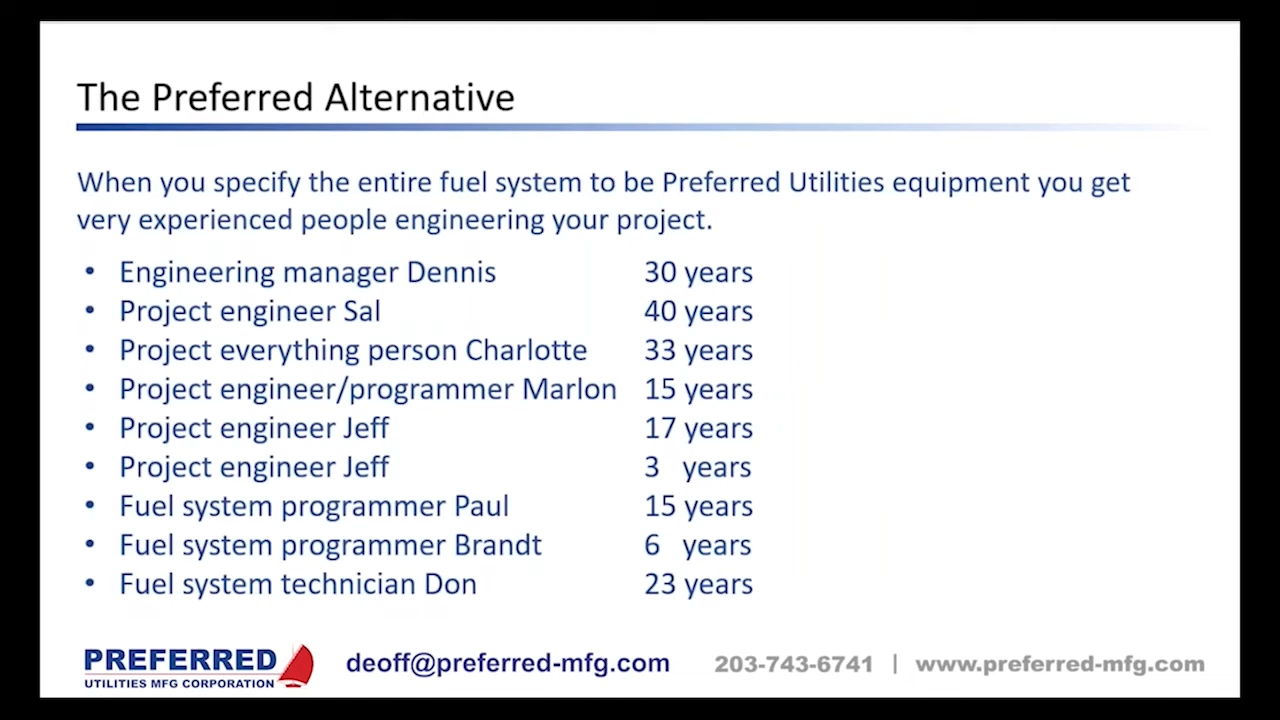 The Preferred Alternative
When you specify the entire fuel system to be Preferred Utilities equipment you get
very experienced people engineering your project.
• Engineering manager Dennis 30 years
• Project engineer Sal 40 years
• Project everything person Charlotte 33 years
• Project engineer/programmer Marlon 15 years
• Project engineer Jeff 17 years
• Project engineer Jeff 3 years
• Fuel system programmer Paul 15 years
• Fuel system programmer Brandt 6 years
• Fuel system technician Don 23 years
PREFERRED
UTILITIES MFG CORPORATION
deoff@preferred-mfg.com 203-743-6741 | www.preferred-mfg.com